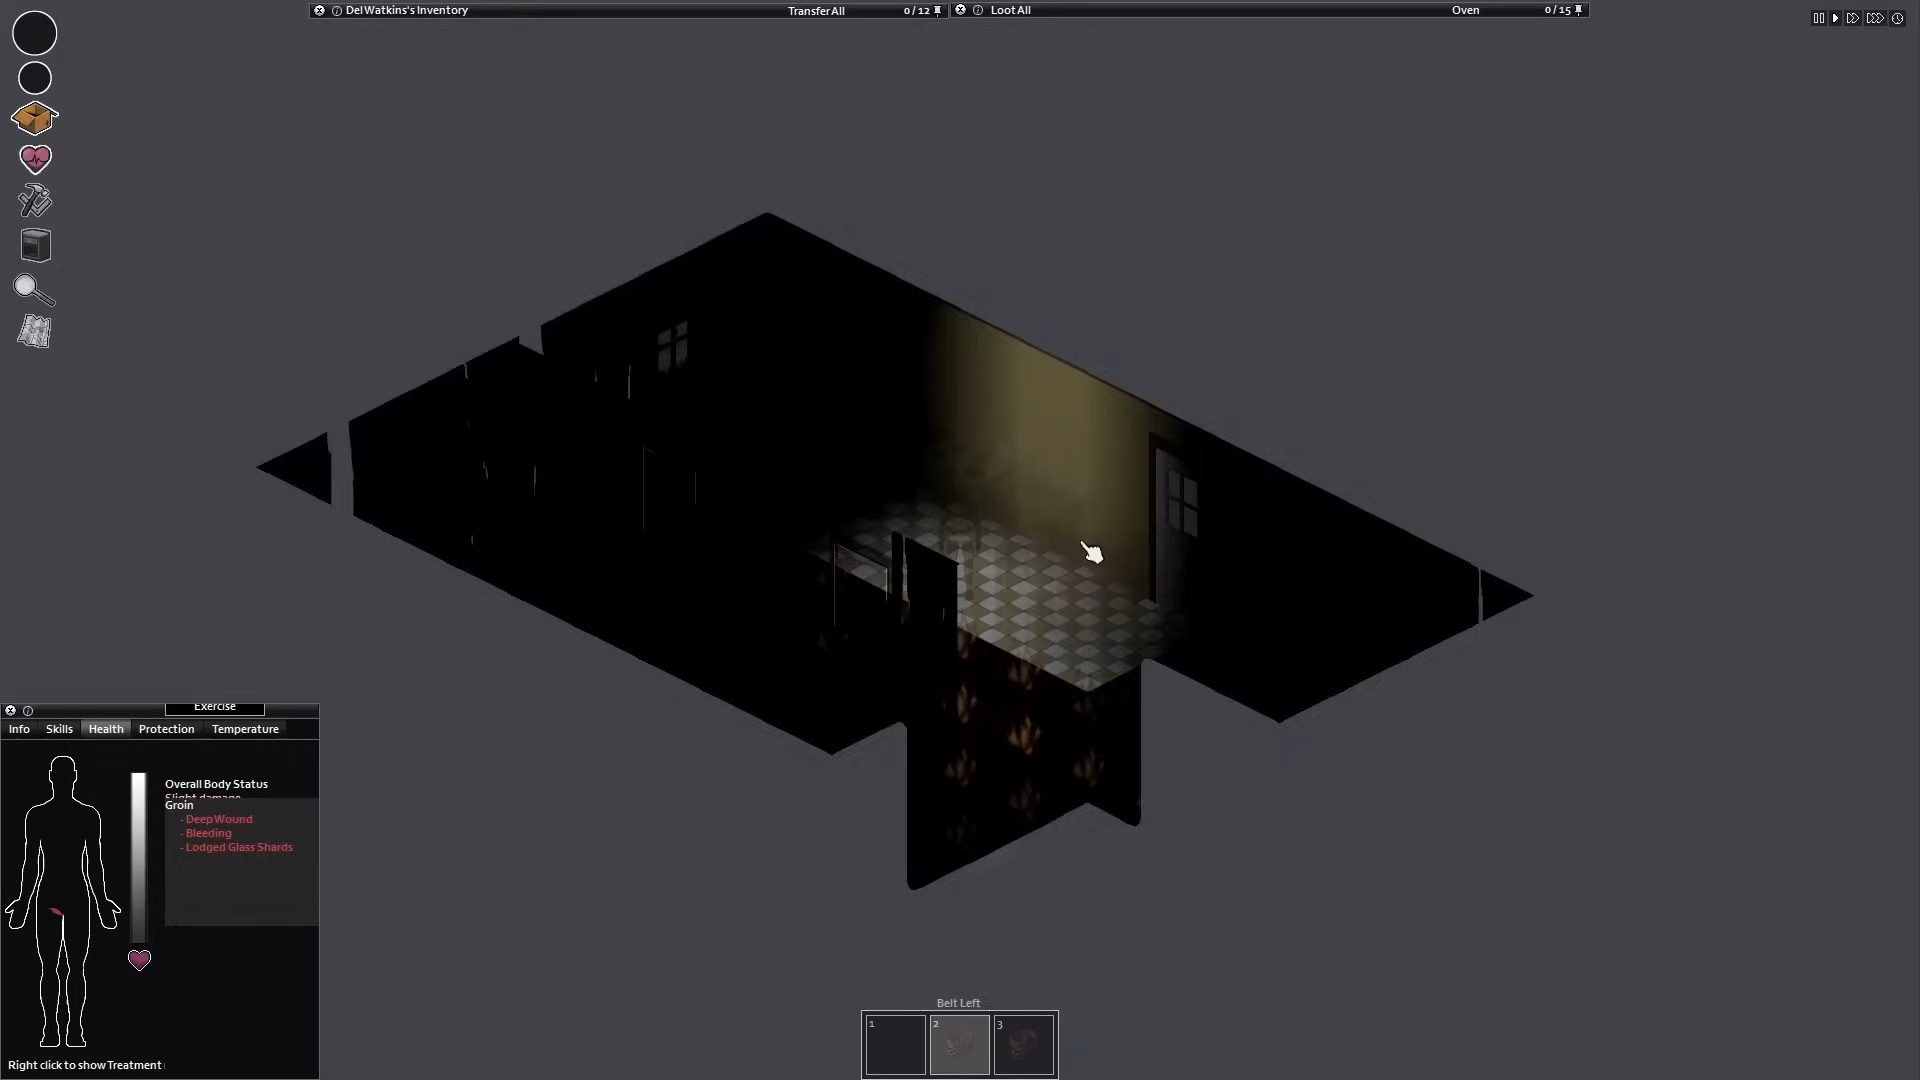 Del Watkins's Inventory Transfer All 0 / 12
Loot All Oven 0 / 15
Exercise
Info Skills Health Protection Temperature
Overall Body Status
Slight damage
Groin
- Deep Wound
- Bleeding
- Lodged Glass Shards
Right click to show Treatment
Belt Left
1 2 3